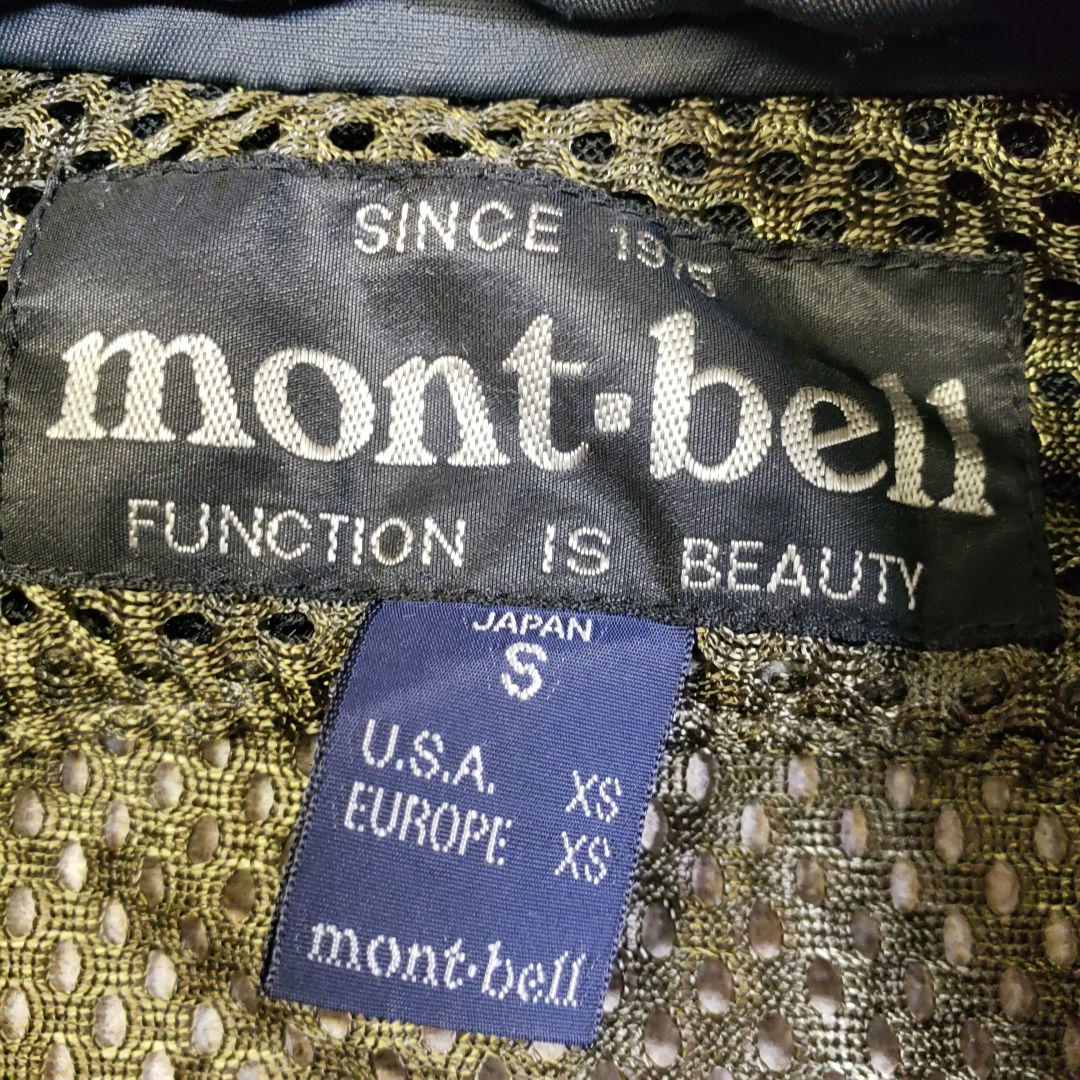 SINCE 1975
mont·bell
FUNCTION IS BEAUTY
JAPAN
S
U.S.A. XS
EUROPE XS
mont·bell